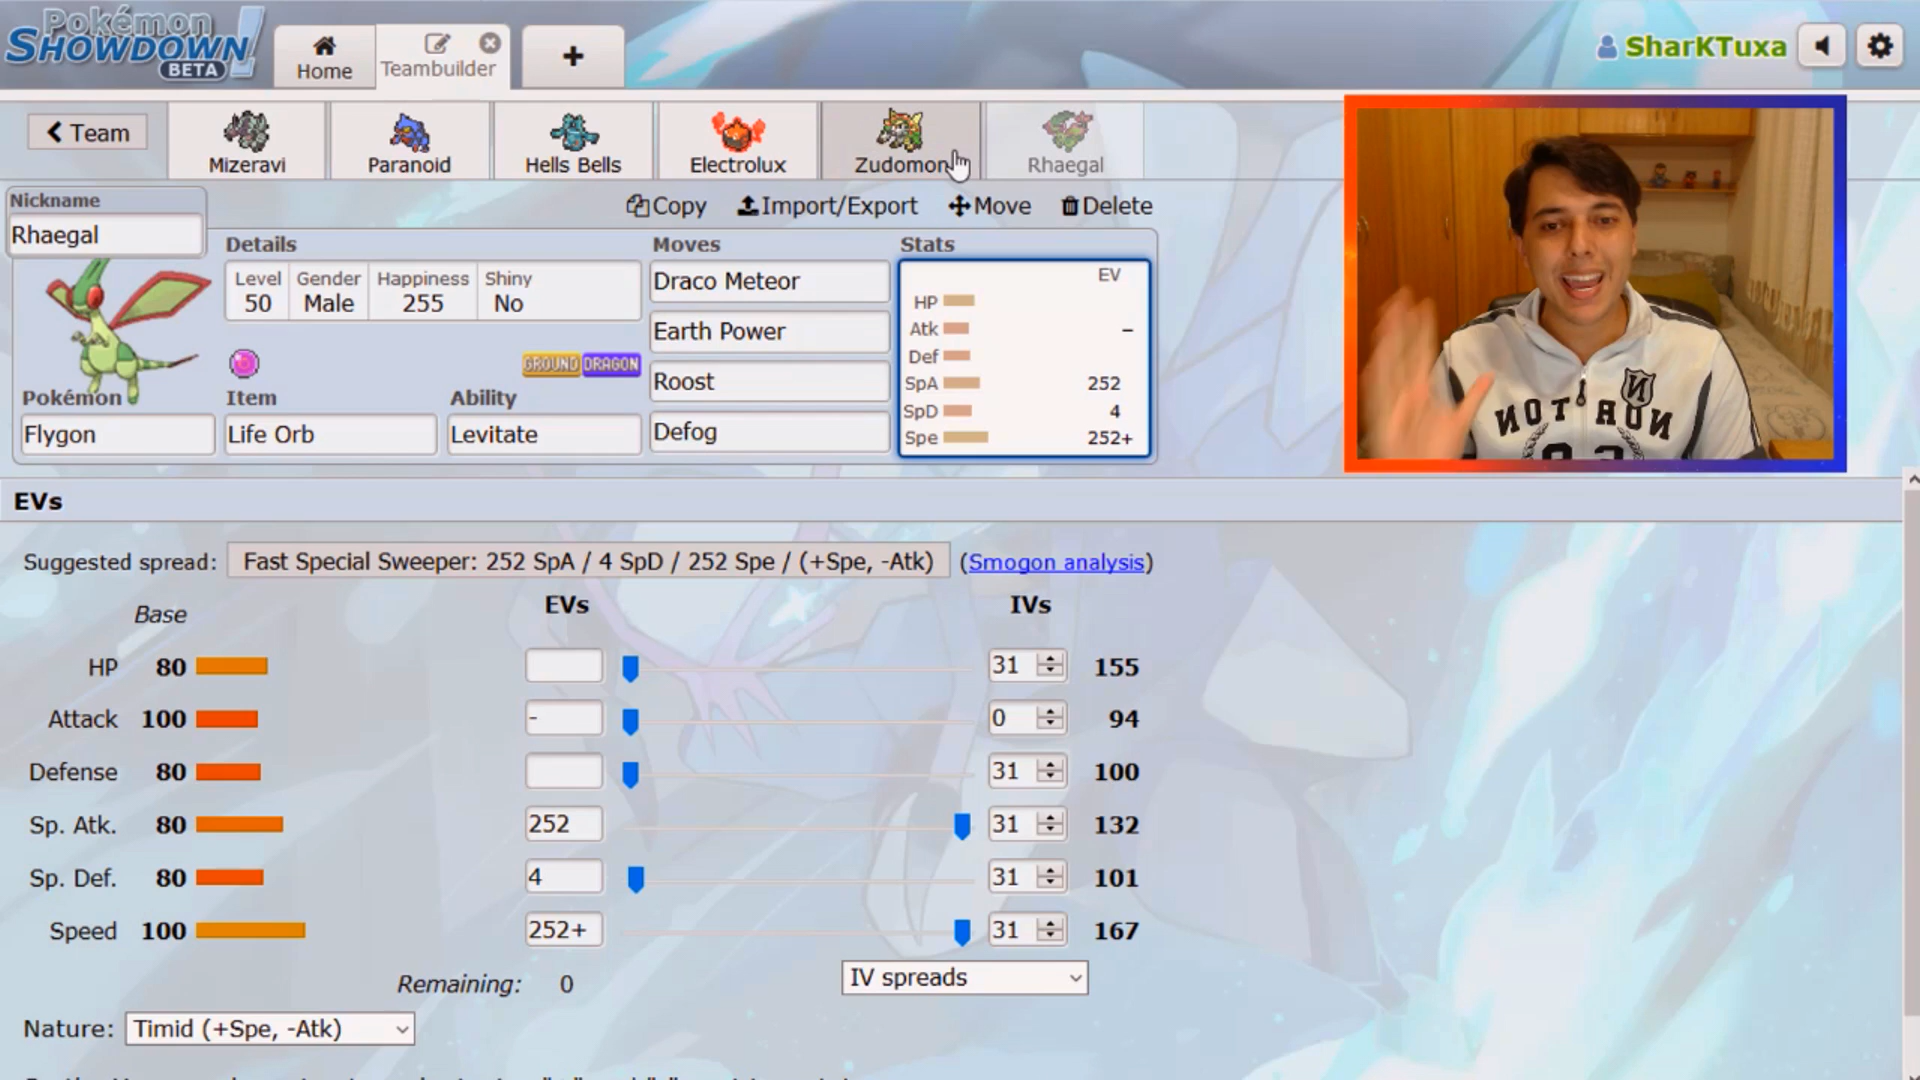 Pokémon
SHOWDOWN!
BETA
Home
Teambuilder
+
SharKTuxa
Team
Mizeravi
Paranoid
Hells Bells
Electrolux
Zudomon
Rhaegal
Nickname
Rhaegal
Copy
Import/Export
Move
Delete
Details
Level
Gender
Happiness
Shiny
50
Male
255
No
GROUND
DRAGON
Pokémon
Item
Ability
Flygon
Life Orb
Levitate
Moves
Draco Meteor
Earth Power
Roost
Defog
Stats
EV
HP
Atk –
Def
SpA 252
SpD 4
Spe 252+
NON HON
EVs
Suggested spread: Fast Special Sweeper: 252 SpA / 4 SpD / 252 Spe / (+Spe, -Atk) (Smogon analysis)
Base EVs IVs
HP 80 31 155
Attack 100 - 0 94
Defense 80 31 100
Sp. Atk. 80 252 31 132
Sp. Def. 80 4 31 101
Speed 100 252+ 31 167
Remaining: 0
IV spreads
Nature: Timid (+Spe, -Atk)